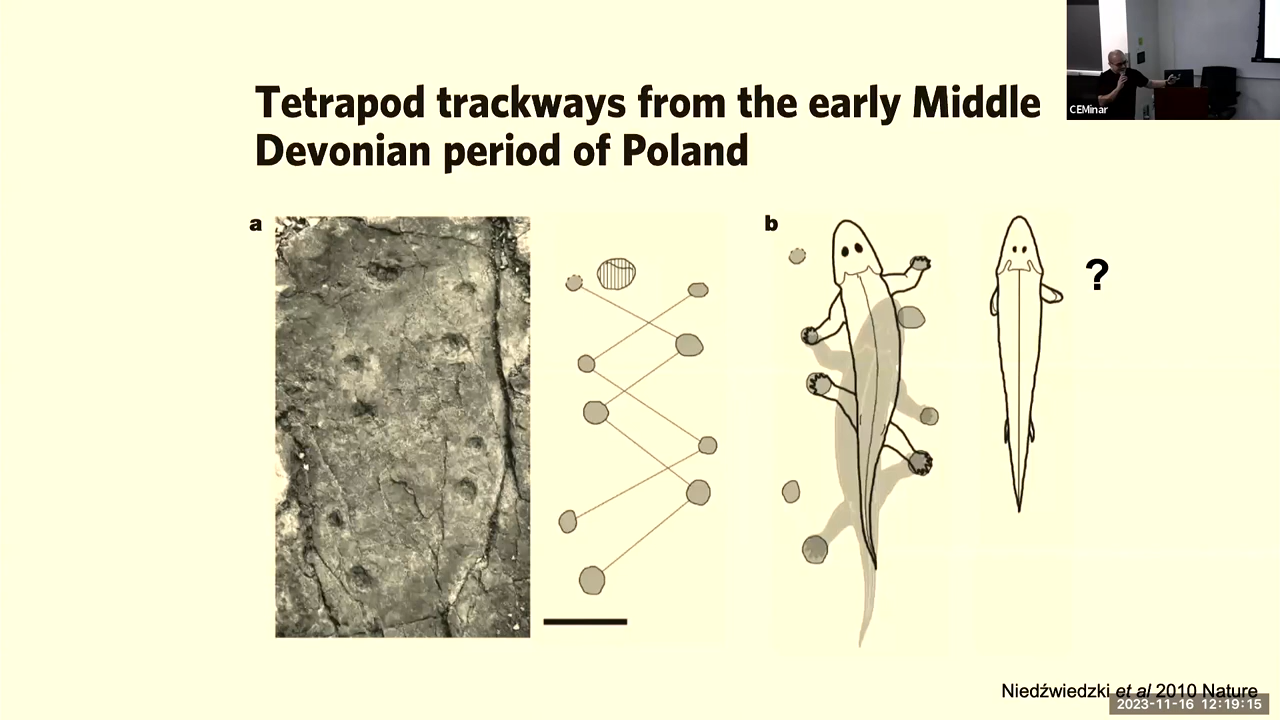 CEMinar
Tetrapod trackways from the early Middle
Devonian period of Poland
a
b
?
Niedźwiedzki et al 2010 Nature
2023-11-16 12:19:15